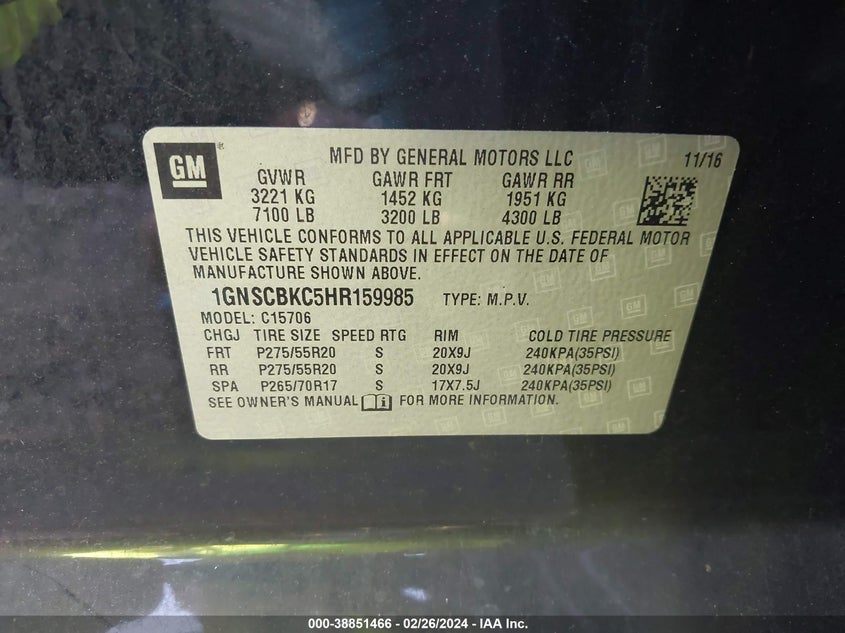 GM
MFD BY GENERAL MOTORS LLC 11/16
GVWR GAWR FRT GAWR RR
3221 KG 1452 KG 1951 KG
7100 LB 3200 LB 4300 LB
THIS VEHICLE CONFORMS TO ALL APPLICABLE U.S. FEDERAL MOTOR
VEHICLE SAFETY STANDARDS IN EFFECT ON THE DATE OF
MANUFACTURE SHOWN ABOVE.
1GNSCBKC5HR159985 TYPE: M.P.V.
MODEL: C15706
CHGJ TIRE SIZE SPEED RTG RIM COLD TIRE PRESSURE
FRT P275/55R20 S 20X9J 240KPA(35PSI)
RR P275/55R20 S 20X9J 240KPA(35PSI)
SPA P265/70R17 S 17X7.5J 240KPA(35PSI)
SEE OWNER'S MANUAL FOR MORE INFORMATION.
000-38851466 - 02/26/2024 - IAA Inc.